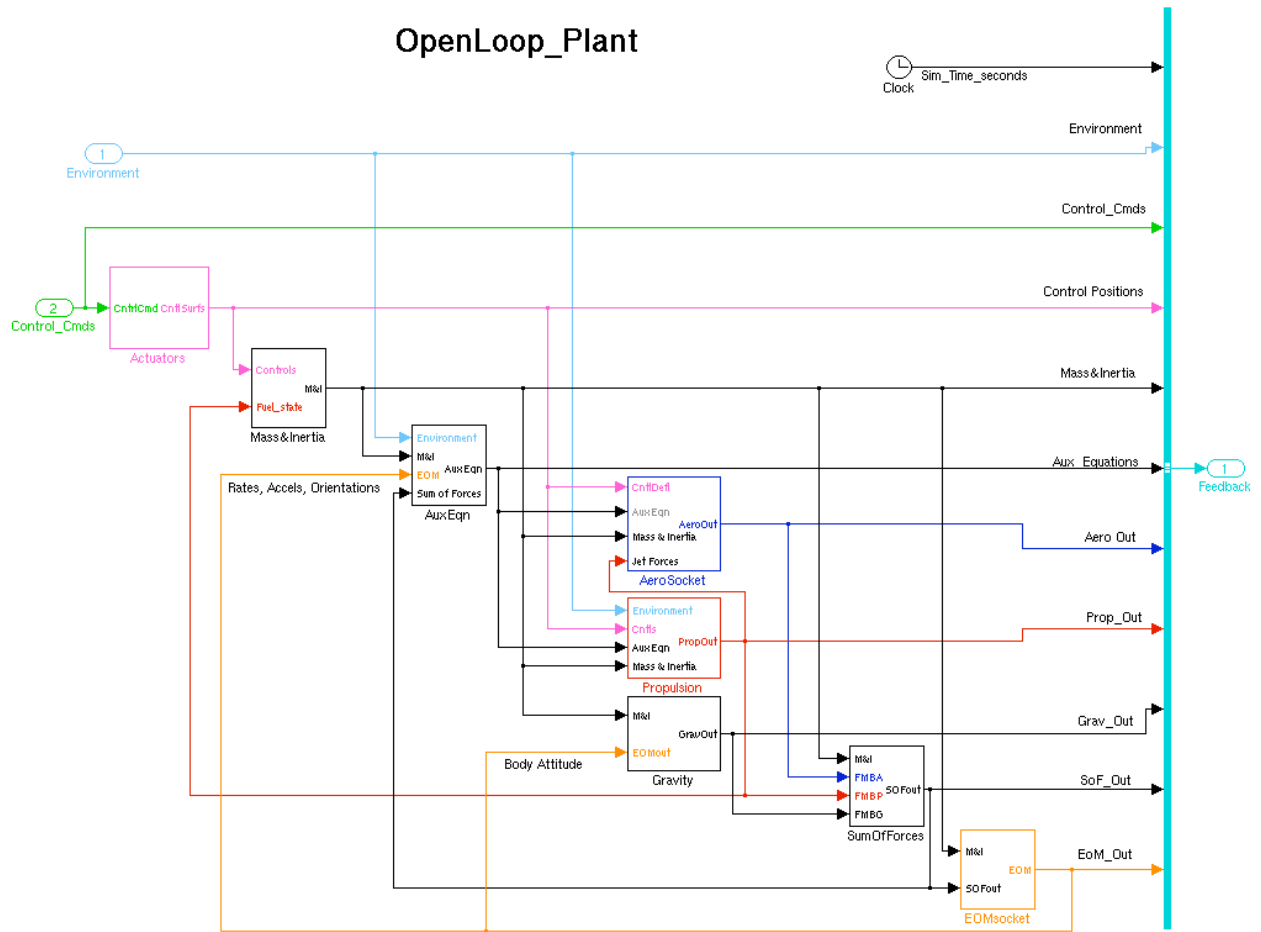 OpenLoop_Plant
Clock
Sim_Time_seconds
Environment
1
Environment
Control_Cmds
2
Control_Cmds
CntrlCmd CntlSurfs
Actuators
Control Positions
Controls
M&I
Fuel_state
Mass&Inertia
Mass&Inertia
Environment
M&I
EOM
AuxEqn
Sum of Forces
AuxEqn
Rates, Accels, Orientations
Aux_Equations
1
Feedback
CntlDefl
AuxEqn
AeroOut
Mass & Inertia
Jet Forces
AeroSocket
Aero Out
Environment
Cntls
PropOut
AuxEqn
Mass & Inertia
Propulsion
Prop_Out
M&I
GravOut
EOMout
Gravity
Body Attitude
Grav_Out
M&I
FMBA
SOFout
FMBP
FMBG
SumOfForces
SoF_Out
M&I
EOM
SOFout
EOMsocket
EoM_Out